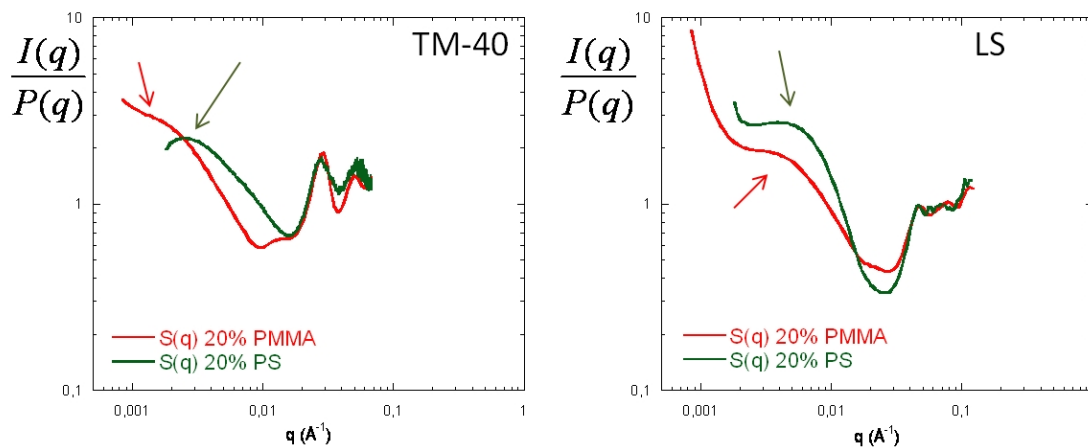 TM-40
I(q)
P(q)
10
1
0,1
S(q) 20% PMMA
S(q) 20% PS
0,001
0,01
0,1
1
q (Å⁻¹)
LS
I(q)
P(q)
10
1
0,1
S(q) 20% PMMA
S(q) 20% PS
0,001
0,01
0,1
q (Å⁻¹)